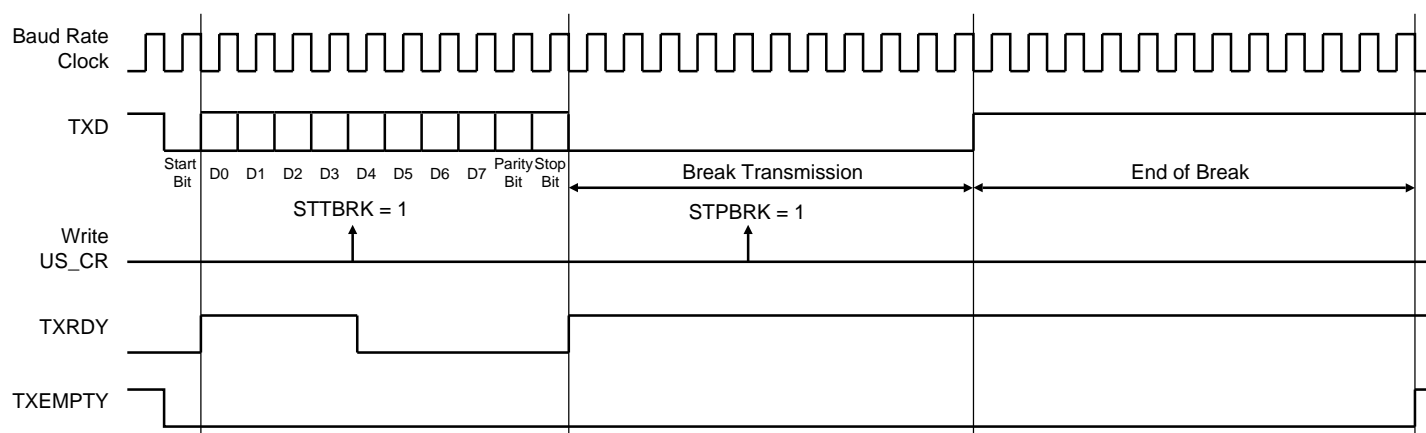 Baud Rate
Clock
TXD
Start
Bit
D0 D1 D2 D3 D4 D5 D6 D7
Parity
Bit
Stop
Bit
Break Transmission
End of Break
STTBRK = 1
STPBRK = 1
Write
US_CR
TXRDY
TXEMPTY